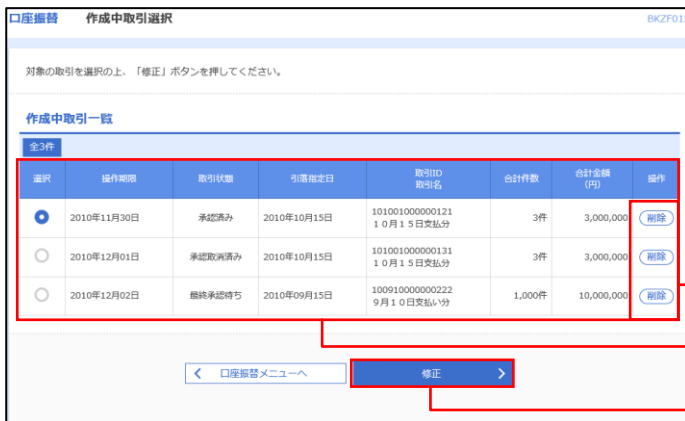 口座振替 作成中取引選択 BKZF01
対象の取引を選択の上、「修正」ボタンを押してください。
作成中取引一覧
全3件
選択 操作期限 取引状態 引落指定日 取引ID 合計件数 合計金額 操作
取引名 (円)
2010年11月30日 承認済み 2010年10月15日 101001000000121 3件 3,000,000 削除
10月15日支払分
2010年12月01日 承認取消済み 2010年10月15日 101001000000131 3件 3,000,000 削除
10月15日支払分
2010年12月02日 最終承認待ち 2010年09月15日 100910000000222 1,000件 10,000,000 削除
9月10日支払い分
口座振替メニューへ 修正